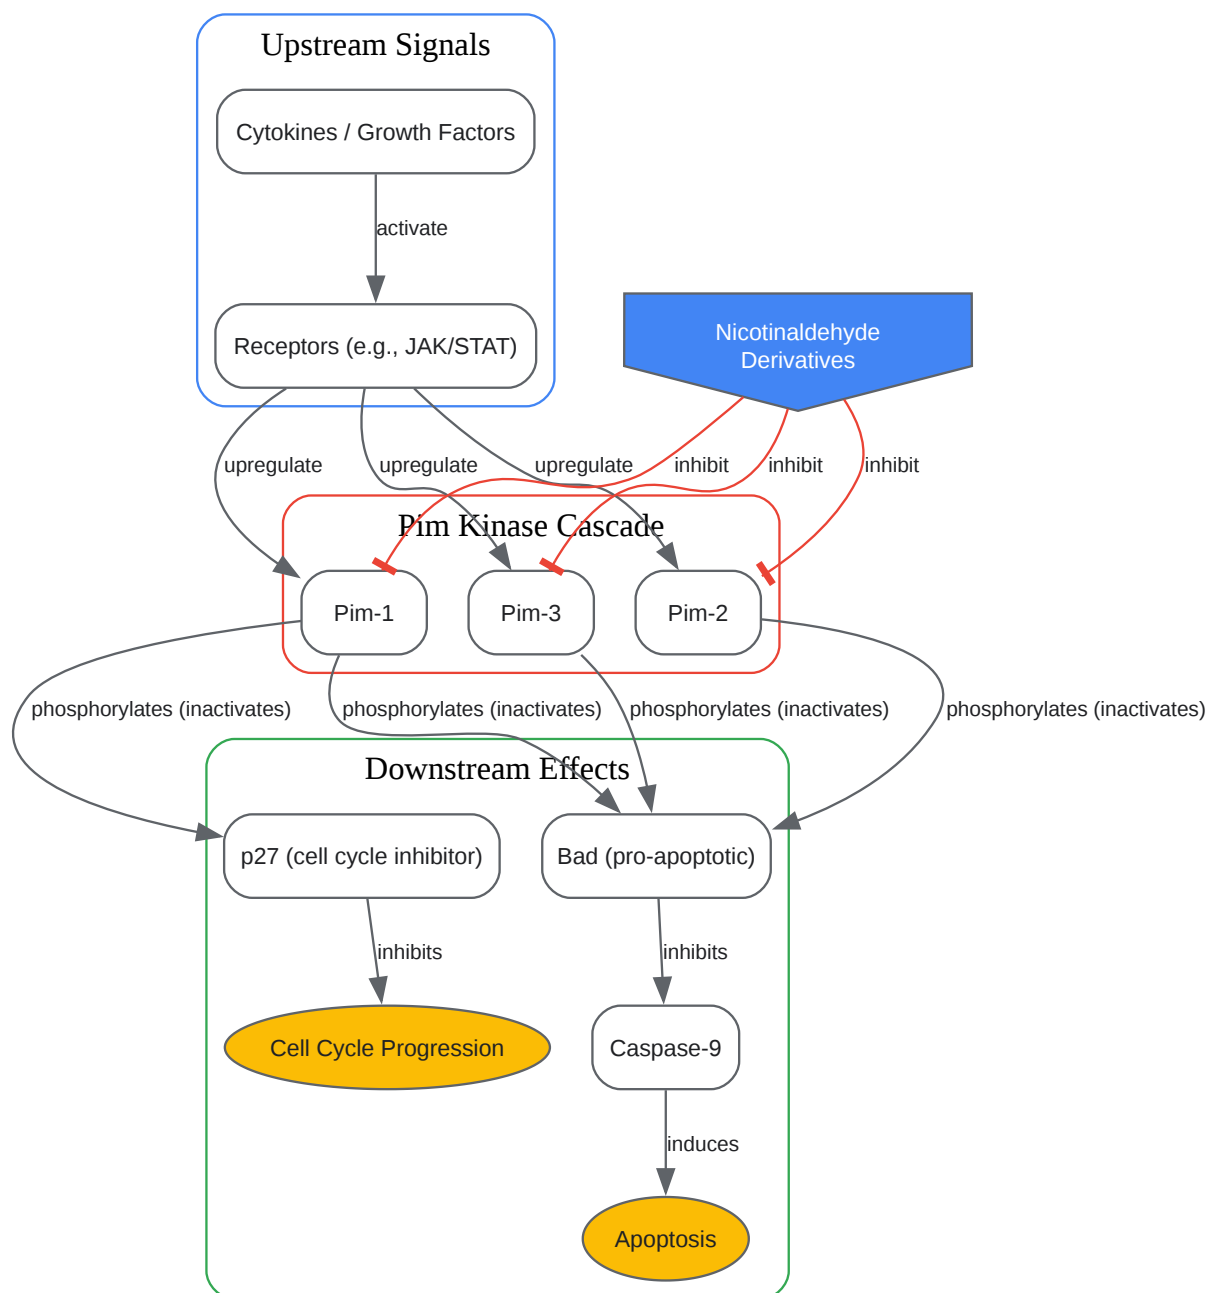 Upstream Signals
Cytokines / Growth Factors
activate
Receptors (e.g., JAK/STAT)
Nicotinaldehyde
Derivatives
upregulate
upregulate
upregulate
inhibit
inhibit
inhibit
Pim Kinase Cascade
Pim-1
Pim-3
Pim-2
phosphorylates (inactivates)
phosphorylates (inactivates)
phosphorylates (inactivates)
phosphorylates (inactivates)
Downstream Effects
p27 (cell cycle inhibitor)
Bad (pro-apoptotic)
inhibits
inhibits
Cell Cycle Progression
Caspase-9
induces
Apoptosis